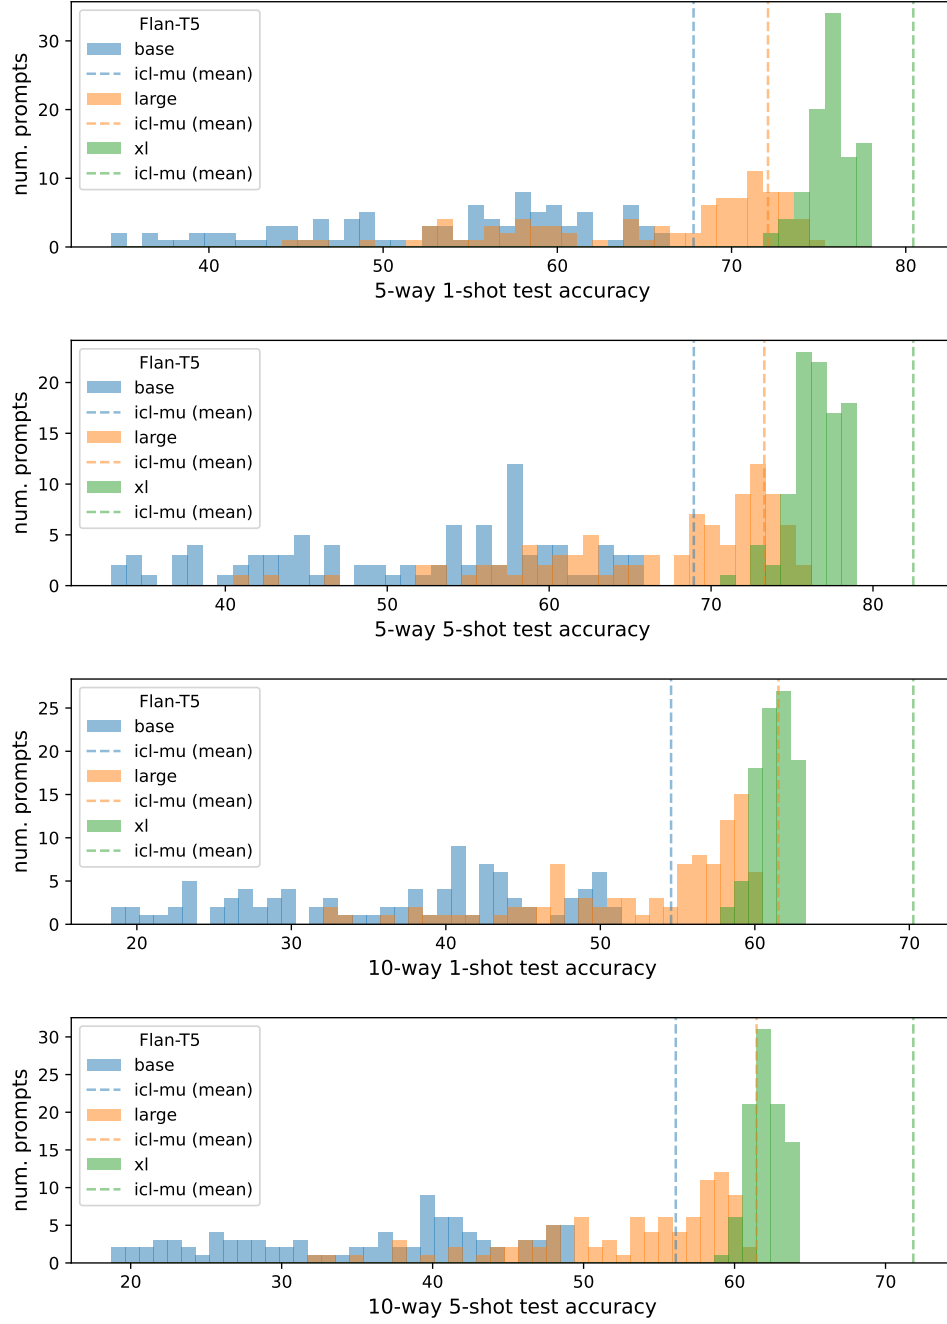 Flan-T5
base
icl-mu (mean)
large
icl-mu (mean)
xl
icl-mu (mean)
num. prompts
30
20
10
0
40 50 60 70 80
5-way 1-shot test accuracy
Flan-T5
base
icl-mu (mean)
large
icl-mu (mean)
xl
icl-mu (mean)
num. prompts
20
15
10
5
0
40 50 60 70 80
5-way 5-shot test accuracy
Flan-T5
base
icl-mu (mean)
large
icl-mu (mean)
xl
icl-mu (mean)
num. prompts
25
20
15
10
5
0
20 30 40 50 60 70
10-way 1-shot test accuracy
Flan-T5
base
icl-mu (mean)
large
icl-mu (mean)
xl
icl-mu (mean)
num. prompts
30
25
20
15
10
5
0
20 30 40 50 60 70
10-way 5-shot test accuracy